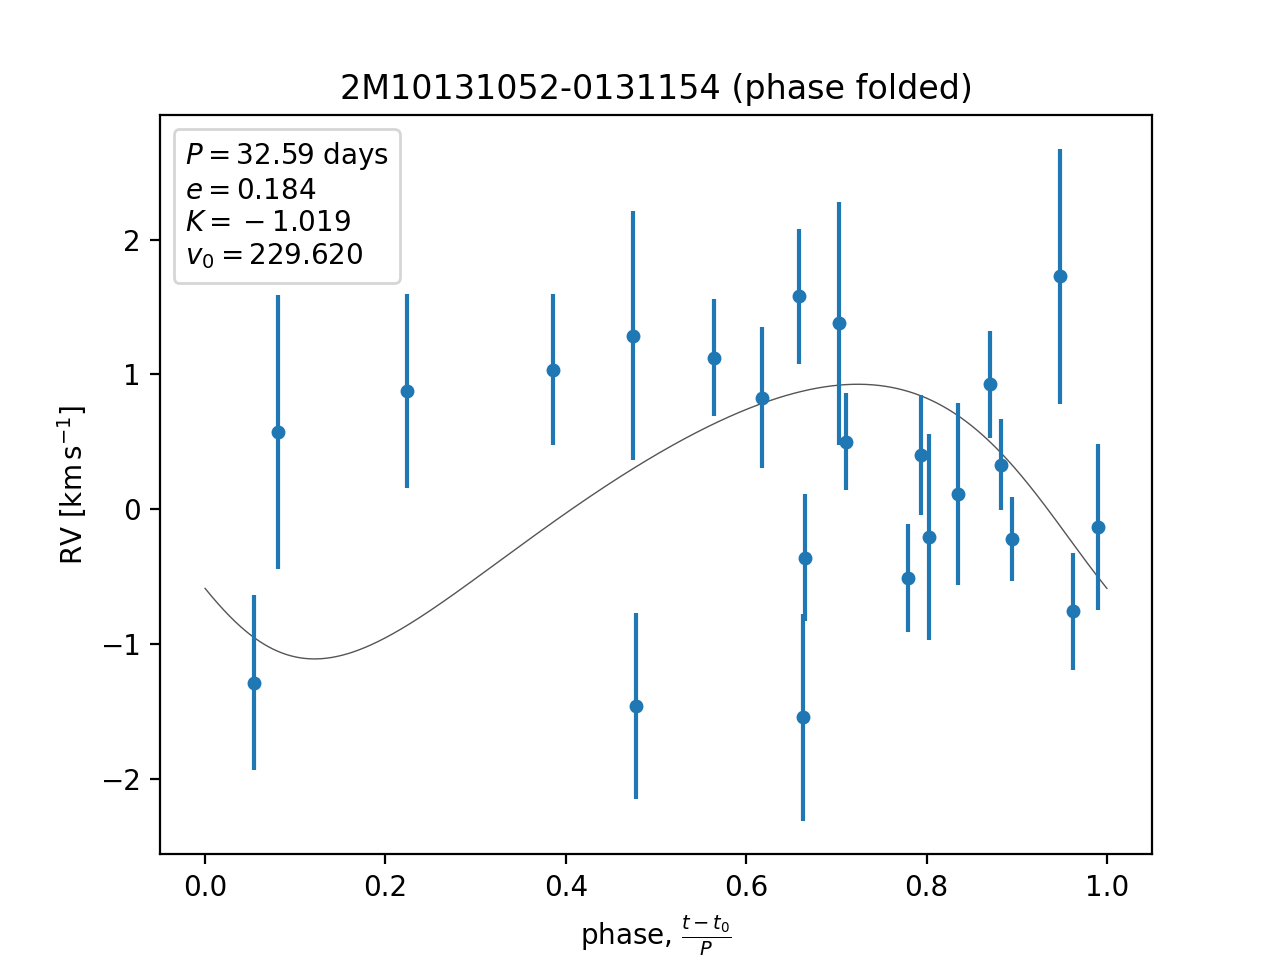 2M10131052-0131154 (phase folded)
P = 32.59 days
e = 0.184
K = −1.019
v₀ = 229.620
RV [km s⁻¹]
2
1
0
−1
−2
0.0 0.2 0.4 0.6 0.8 1.0
phase, (t − t₀)/P